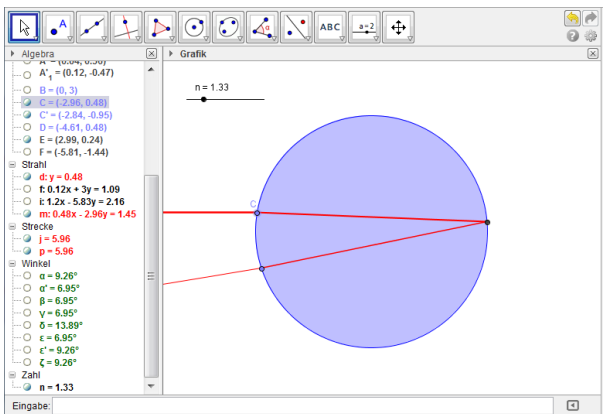 ABC
a=2
Algebra
Grafik
A'₁ = (0.12, -0.47)
B = (0, 3)
C = (-2.96, 0.48)
C' = (-2.84, -0.95)
D = (-4.61, 0.48)
E = (2.99, 0.24)
F = (-5.81, -1.44)
Strahl
d: y = 0.48
f: 0.12x + 3y = 1.09
i: 1.2x - 5.83y = 2.16
m: 0.48x - 2.96y = 1.45
Strecke
j = 5.96
p = 5.96
Winkel
α = 9.26°
α' = 6.95°
β = 6.95°
γ = 6.95°
δ = 13.89°
ε = 6.95°
ε' = 9.26°
ζ = 9.26°
Zahl
n = 1.33
n = 1.33
C
Eingabe: